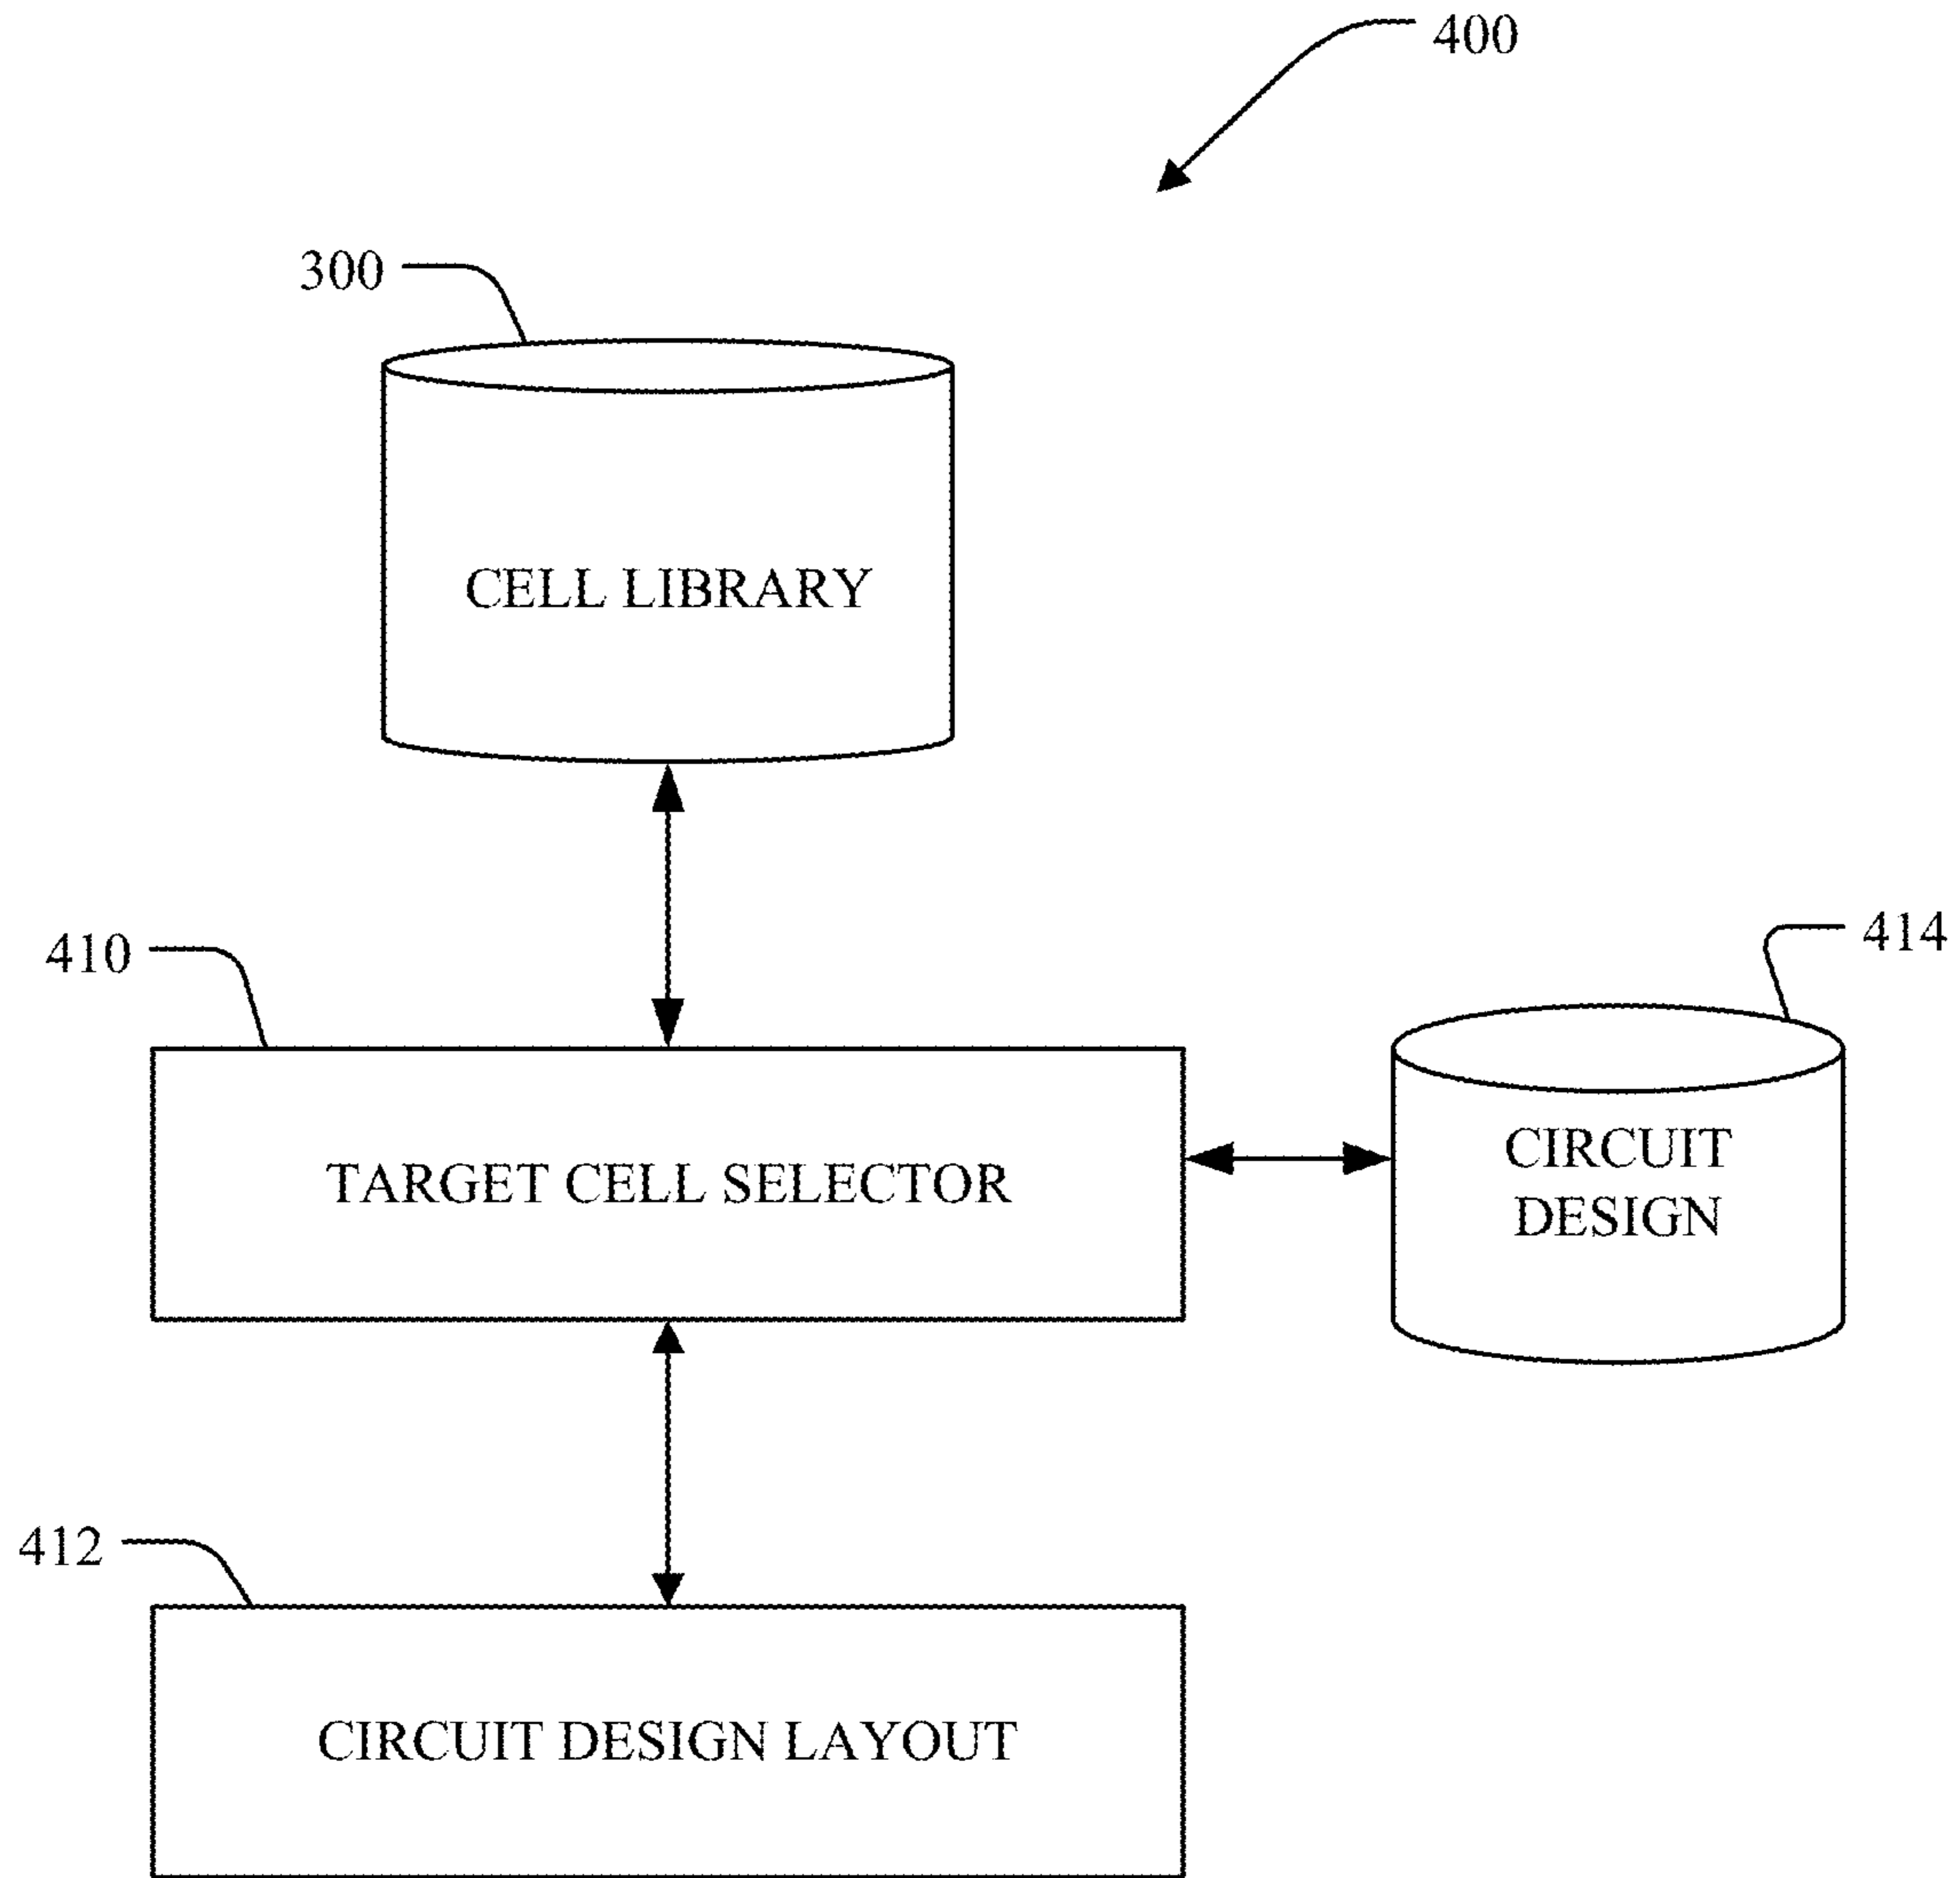 400
300
CELL LIBRARY
410
414
TARGET CELL SELECTOR
CIRCUIT
DESIGN
412
CIRCUIT DESIGN LAYOUT